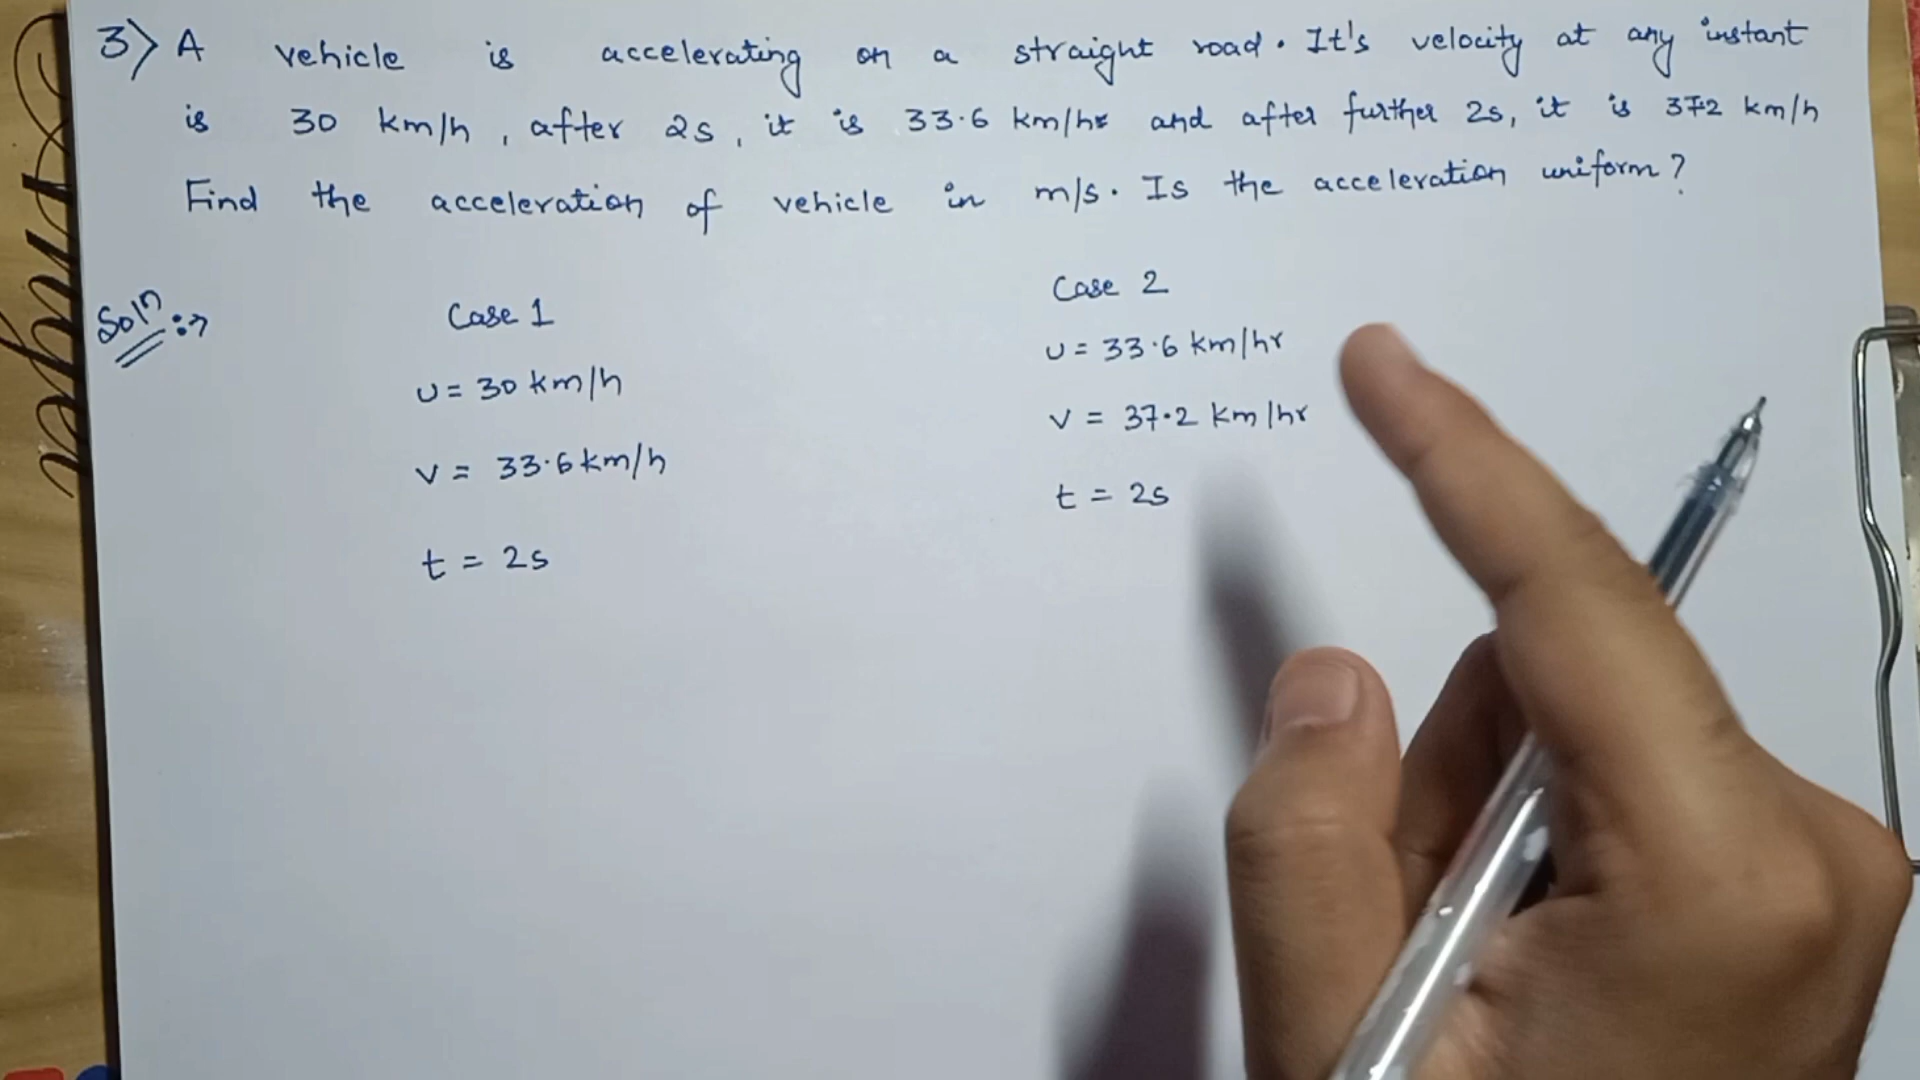 3) A vehicle is accelerating on a straight road. It's velocity at any instant
is 30 km/h, after 2s, it is 33.6 km/hr and after further 2s, it is 37.2 km/h
Find the acceleration of vehicle in m/s. Is the acceleration uniform?
Soln :→
Case 1
u = 30 km/h
v = 33.6 km/h
t = 2s
Case 2
u = 33.6 km/hr
v = 37.2 km/hr
t = 2s